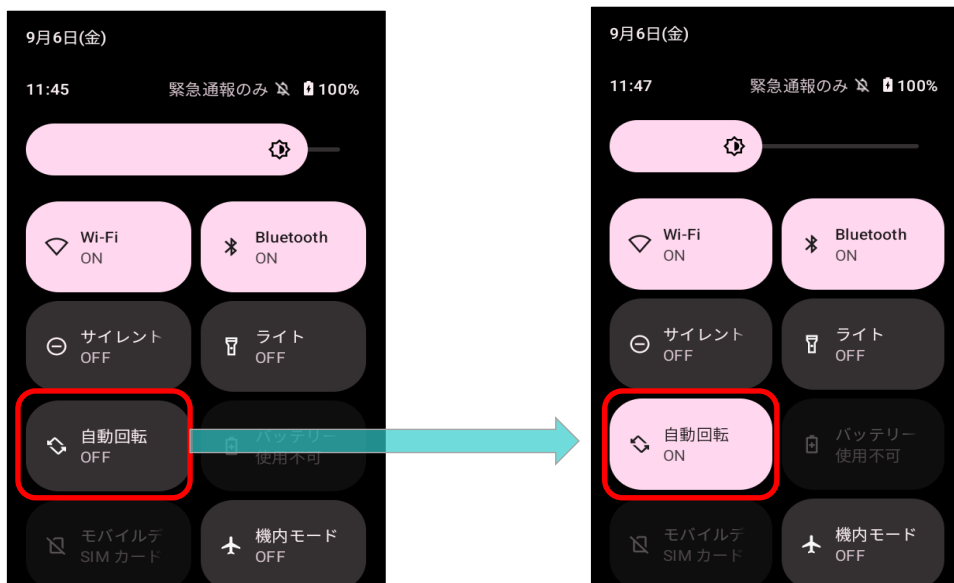 9月6日(金)
11:45 緊急通報のみ 100%
Wi-Fi
ON
Bluetooth
ON
サイレント
OFF
ライト
OFF
自動回転
OFF
バッテリー
使用不可
モバイルデ
SIM カード
機内モード
OFF
9月6日(金)
11:47 緊急通報のみ 100%
Wi-Fi
ON
Bluetooth
ON
サイレント
OFF
ライト
OFF
自動回転
ON
バッテリー
使用不可
モバイルデ
SIM カード
機内モード
OFF